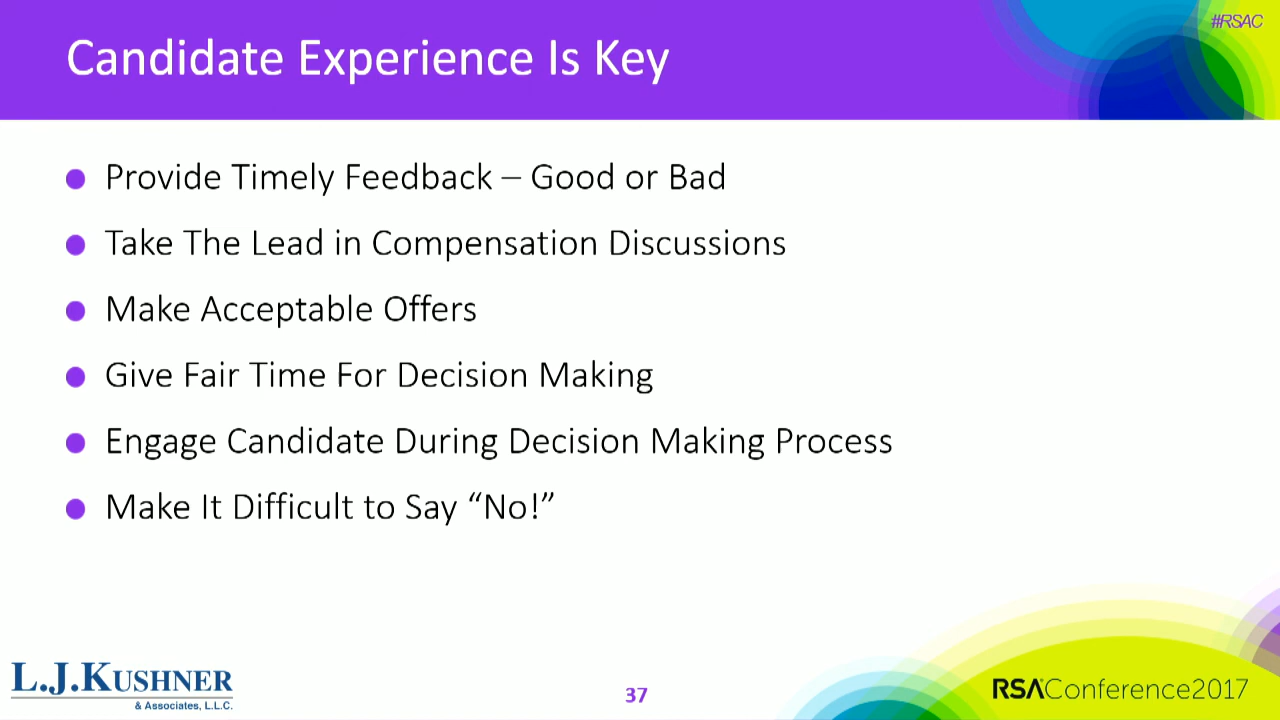 #RSAC
Candidate Experience Is Key
Provide Timely Feedback – Good or Bad
Take The Lead in Compensation Discussions
Make Acceptable Offers
Give Fair Time For Decision Making
Engage Candidate During Decision Making Process
Make It Difficult to Say “No!”
L.J.KUSHNER
& Associates, L.L.C.
37
RSAConference2017